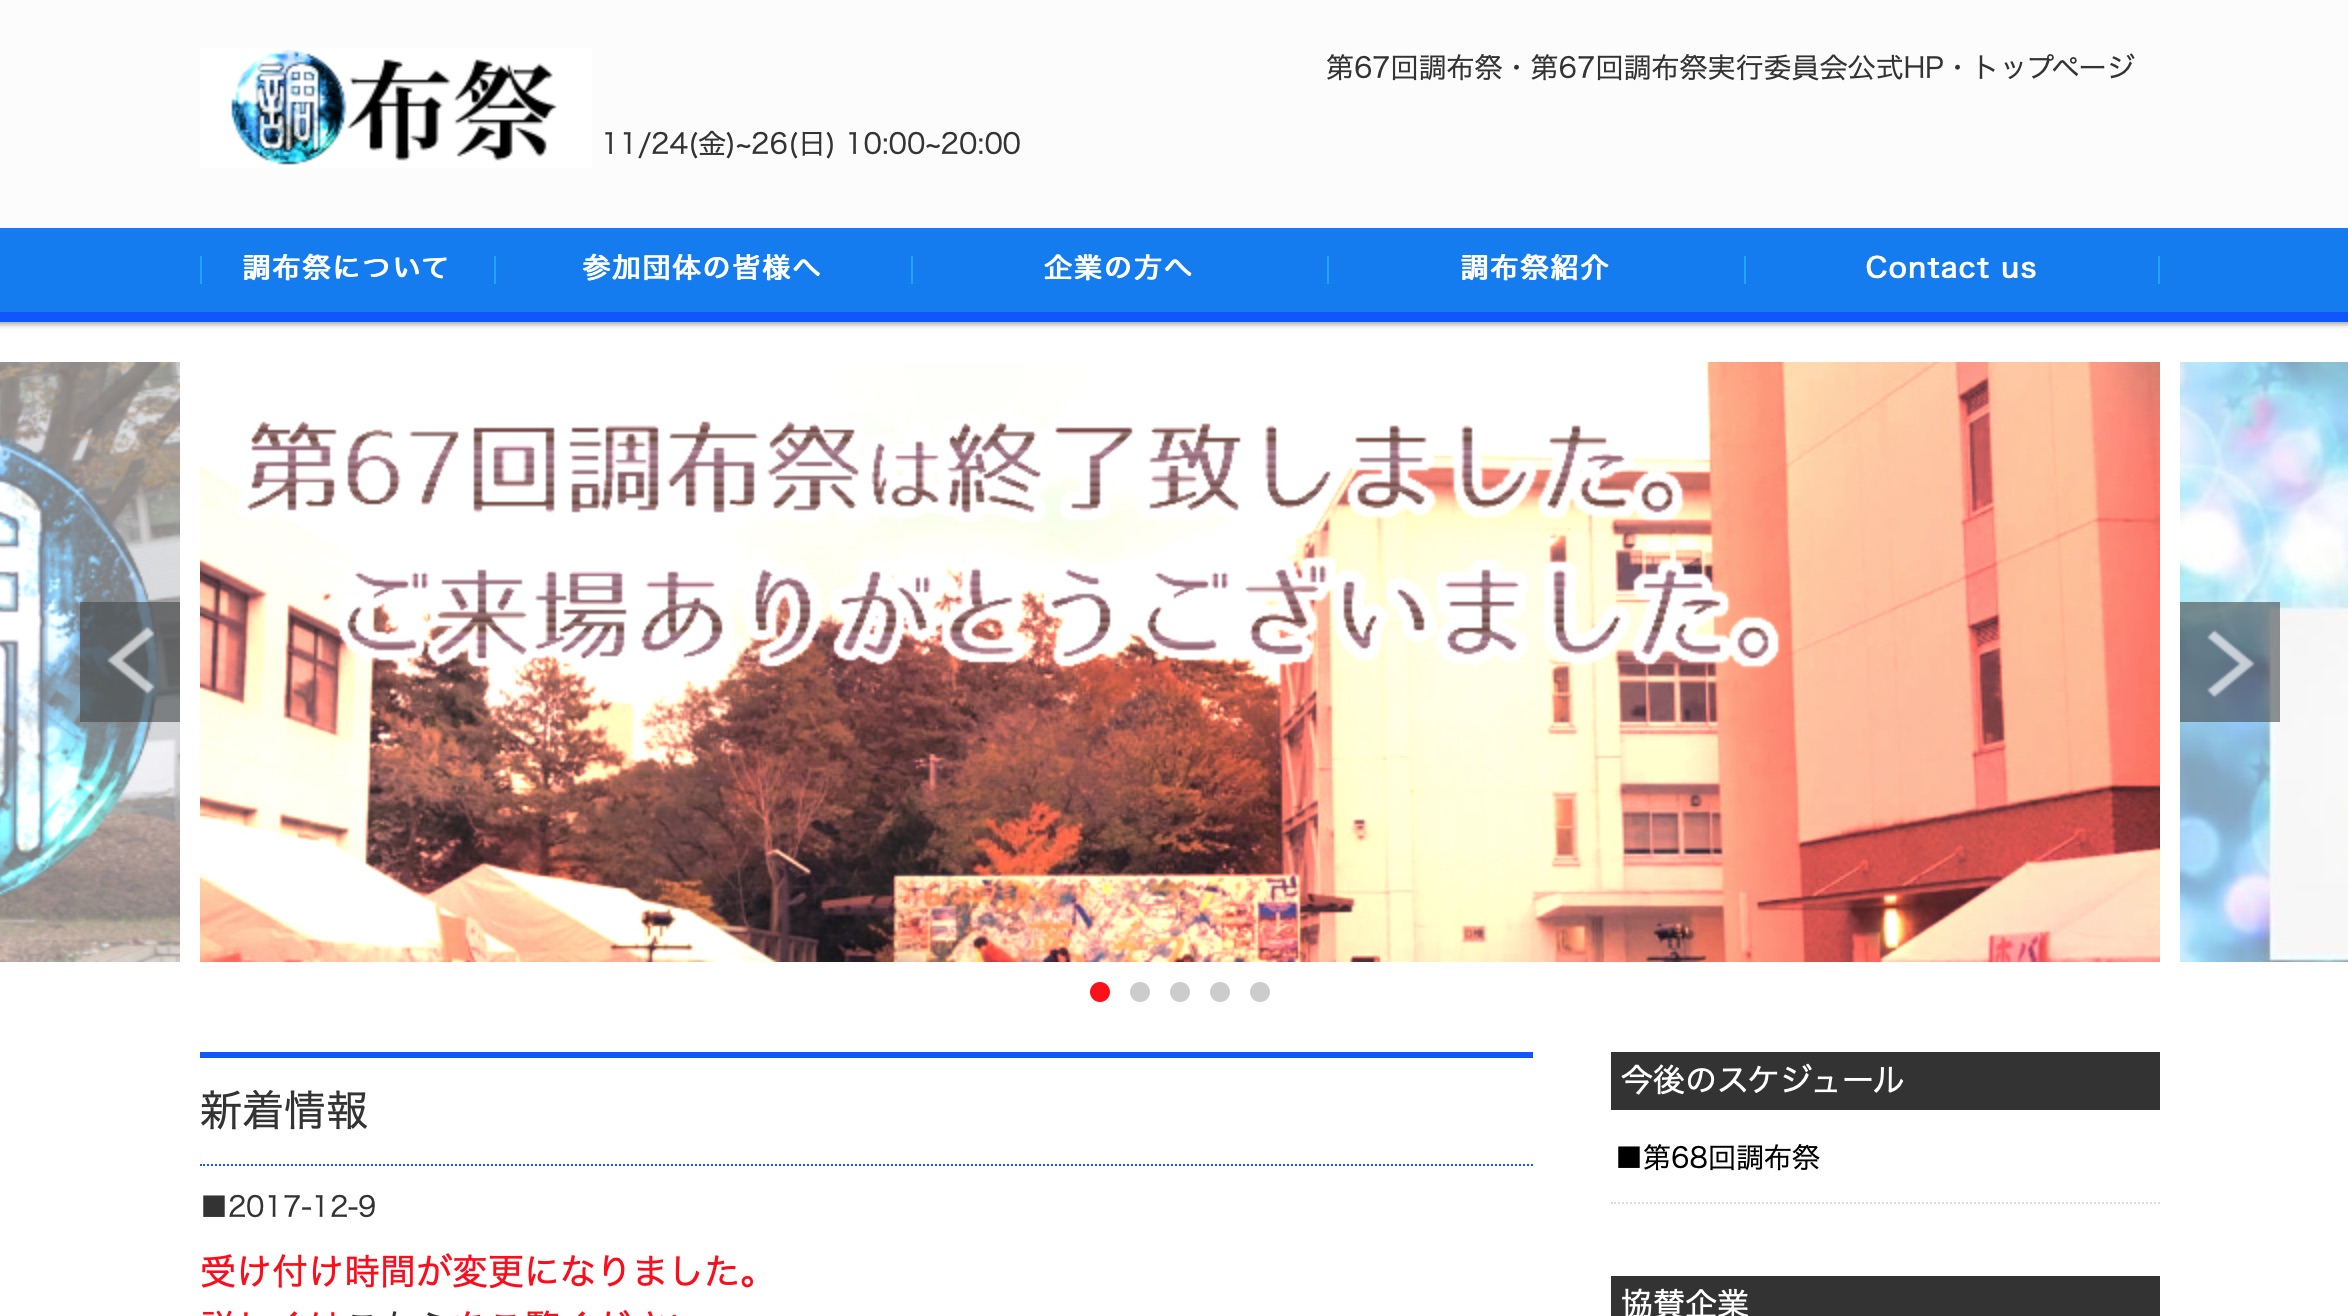 調布祭
11/24(金)~26(日) 10:00~20:00
第67回調布祭・第67回調布祭実行委員会公式HP・トップページ
調布祭について
参加団体の皆様へ
企業の方へ
調布祭紹介
Contact us
第67回調布祭は終了致しました。
ご来場ありがとうございました。
新着情報
■2017-12-9
受け付け時間が変更になりました。
今後のスケジュール
■第68回調布祭
協賛企業